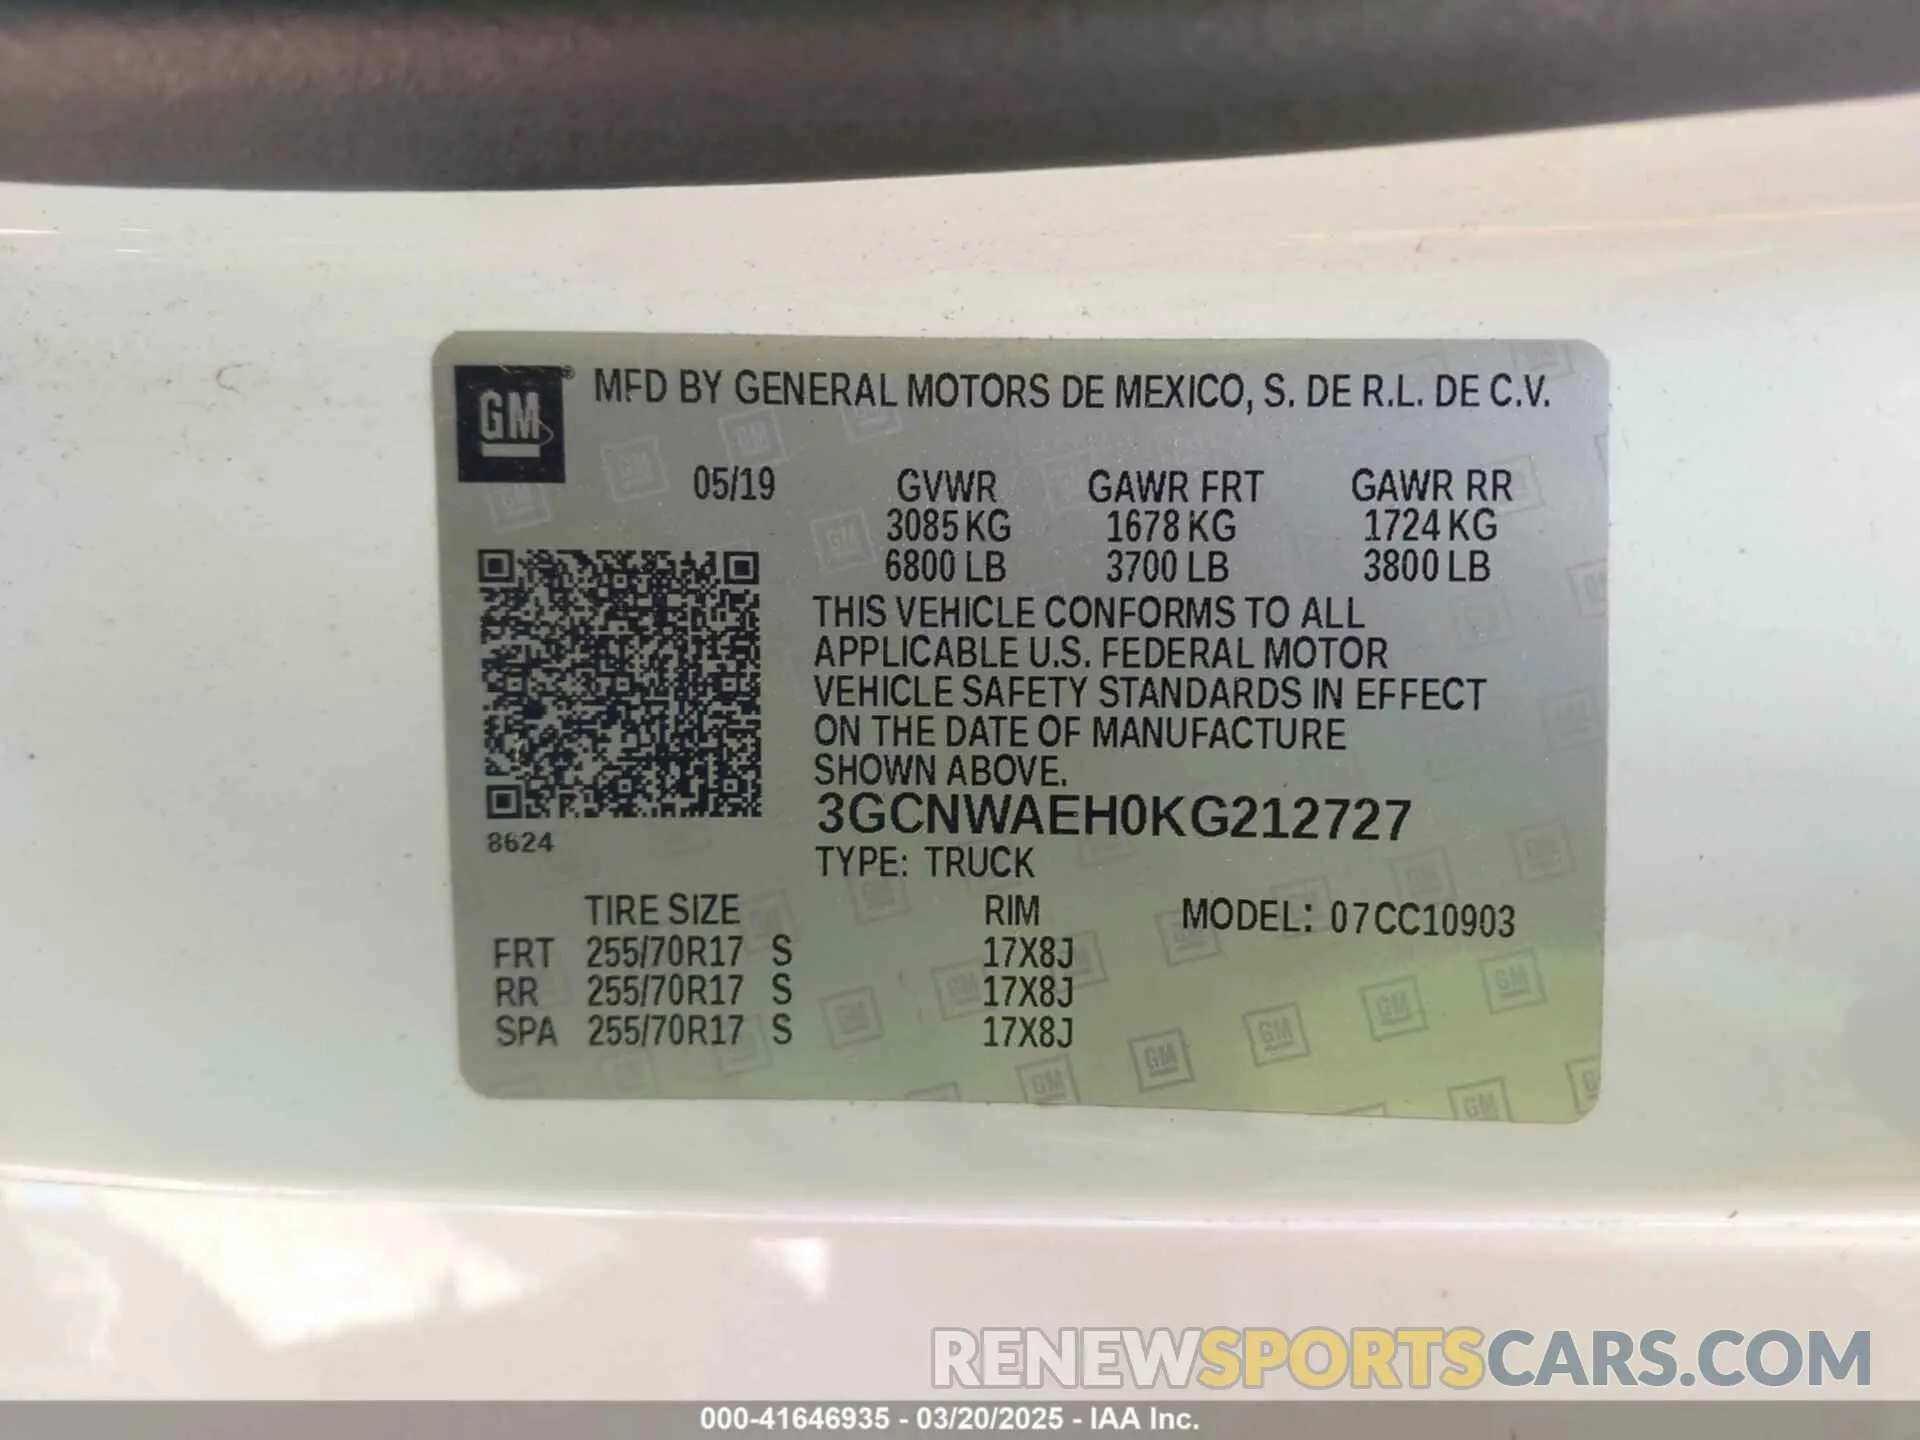 GM ® MFD BY GENERAL MOTORS DE MEXICO, S. DE R.L. DE C.V.
05/19 GVWR GAWR FRT GAWR RR
3085 KG 1678 KG 1724 KG
6800 LB 3700 LB 3800 LB
THIS VEHICLE CONFORMS TO ALL
APPLICABLE U.S. FEDERAL MOTOR
VEHICLE SAFETY STANDARDS IN EFFECT
ON THE DATE OF MANUFACTURE
SHOWN ABOVE.
3GCNWAEH0KG212727
8624
TYPE: TRUCK
TIRE SIZE RIM MODEL: 07CC10903
FRT 255/70R17 S 17X8J
RR 255/70R17 S 17X8J
SPA 255/70R17 S 17X8J
RENEWSPORTSCARS.COM
000-41646935 - 03/20/2025 - IAA Inc.